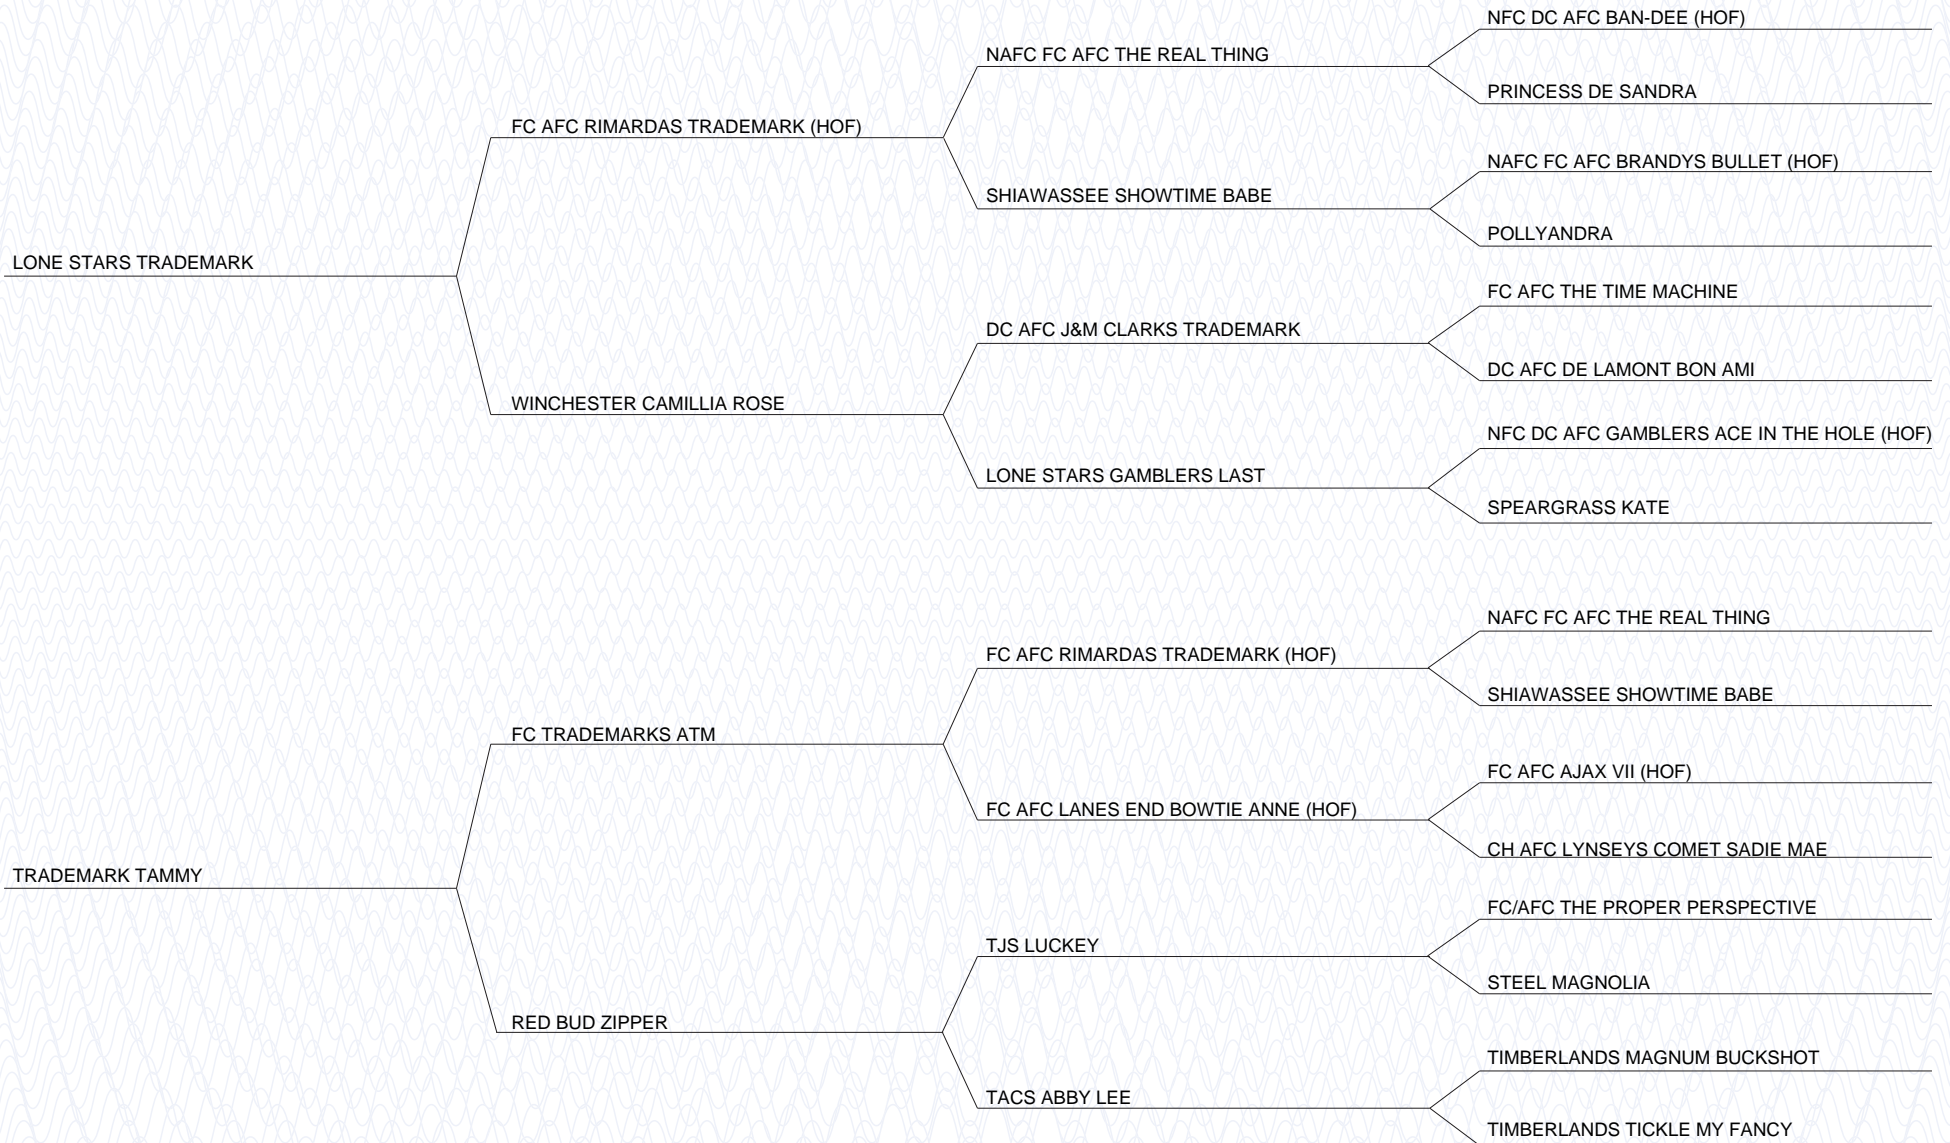 NFC DC AFC BAN-DEE (HOF)
NAFC FC AFC THE REAL THING
PRINCESS DE SANDRA
FC AFC RIMARDAS TRADEMARK (HOF)
NAFC FC AFC BRANDYS BULLET (HOF)
SHIAWASSEE SHOWTIME BABE
POLLYANDRA
LONE STARS TRADEMARK
FC AFC THE TIME MACHINE
DC AFC J&M CLARKS TRADEMARK
DC AFC DE LAMONT BON AMI
WINCHESTER CAMILLIA ROSE
NFC DC AFC GAMBLERS ACE IN THE HOLE (HOF)
LONE STARS GAMBLERS LAST
SPEARGRASS KATE
NAFC FC AFC THE REAL THING
FC AFC RIMARDAS TRADEMARK (HOF)
SHIAWASSEE SHOWTIME BABE
FC TRADEMARKS ATM
FC AFC AJAX VII (HOF)
FC AFC LANES END BOWTIE ANNE (HOF)
CH AFC LYNSEYS COMET SADIE MAE
TRADEMARK TAMMY
FC/AFC THE PROPER PERSPECTIVE
TJS LUCKEY
STEEL MAGNOLIA
RED BUD ZIPPER
TIMBERLANDS MAGNUM BUCKSHOT
TACS ABBY LEE
TIMBERLANDS TICKLE MY FANCY